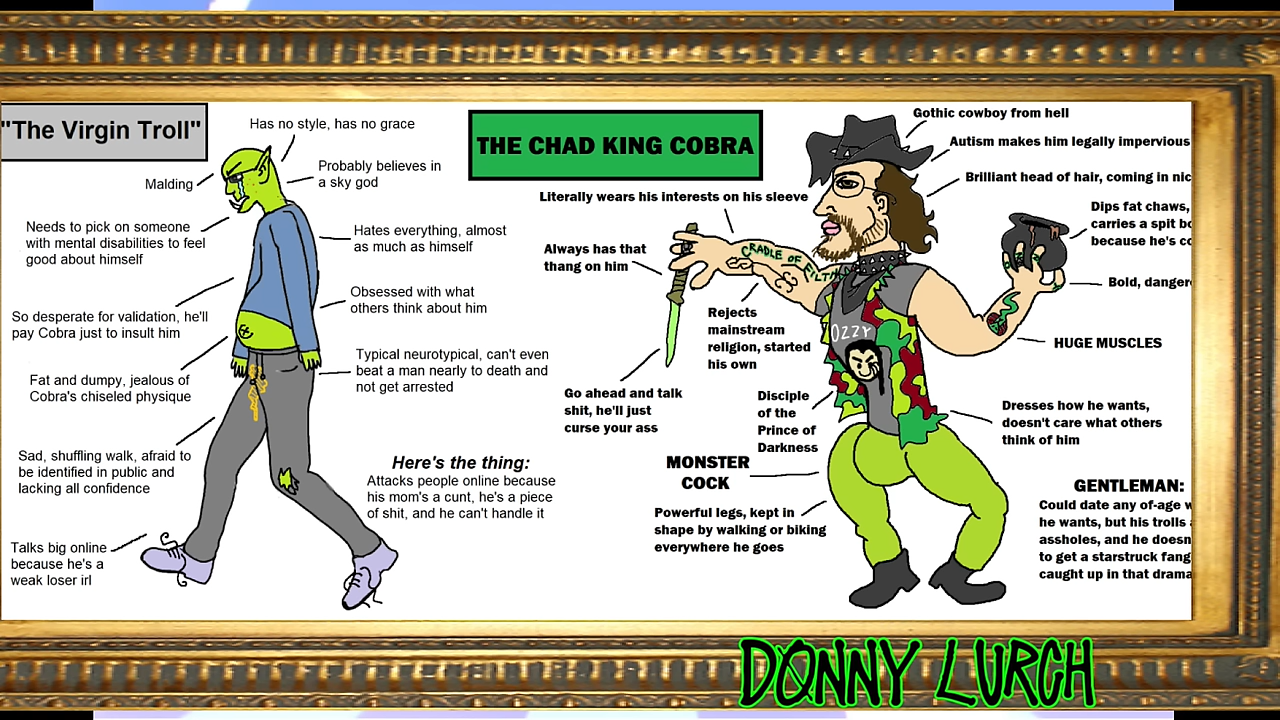 "The Virgin Troll"
Has no style, has no grace
Malding
Probably believes in
a sky god
Needs to pick on someone
with mental disabilities to feel
good about himself
Hates everything, almost
as much as himself
So desperate for validation, he'll
pay Cobra just to insult him
Obsessed with what
others think about him
Fat and dumpy, jealous of
Cobra's chiseled physique
Typical neurotypical, can't even
beat a man nearly to death and
not get arrested
Sad, shuffling walk, afraid to
be identified in public and
lacking all confidence
Here's the thing:
Attacks people online because
his mom's a cunt, he's a piece
of shit, and he can't handle it
Talks big online
because he's a
weak loser irl
THE CHAD KING COBRA
Gothic cowboy from hell
Autism makes him legally impervious
Brilliant head of hair, coming in nic
Literally wears his interests on his sleeve
Dips fat chaws,
carries a spit bo
because he's co
Always has that
thang on him
CRADLE OF FILTH
Bold, danger
Rejects
mainstream
religion, started
his own
OZZY
HUGE MUSCLES
Go ahead and talk
shit, he'll just
curse your ass
Disciple
of the
Prince of
Darkness
Dresses how he wants,
doesn't care what others
think of him
MONSTER
COCK
Powerful legs, kept in
shape by walking or biking
everywhere he goes
GENTLEMAN:
Could date any of-age w
he wants, but his trolls a
assholes, and he doesn
to get a starstruck fang
caught up in that drama
DONNY LURCH